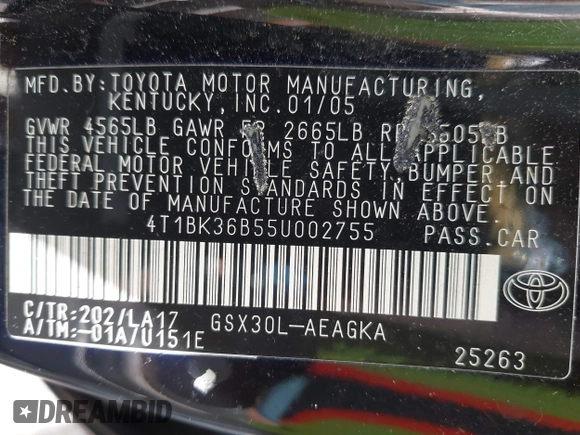 MFD.BY:TOYOTA MOTOR MANUFACTURING,
KENTUCKY,INC.01/05
GVWR 4565LB GAWR 2665LB
THIS VEHICLE CONFORMS TO ALL APPLICABLE
FEDERAL MOTOR VEHICLE SAFETY, BUMPER AND
THEFT PREVENTION STANDARDS IN EFFECT ON
THE DATE OF MANUFACTURE SHOWN ABOVE.
4T1BK36B55U002755 PASS.CAR
C/TR:202/LA17 GSX30L-AEAGKA
A/TM:-01A/U151E
25263
DREAMBID